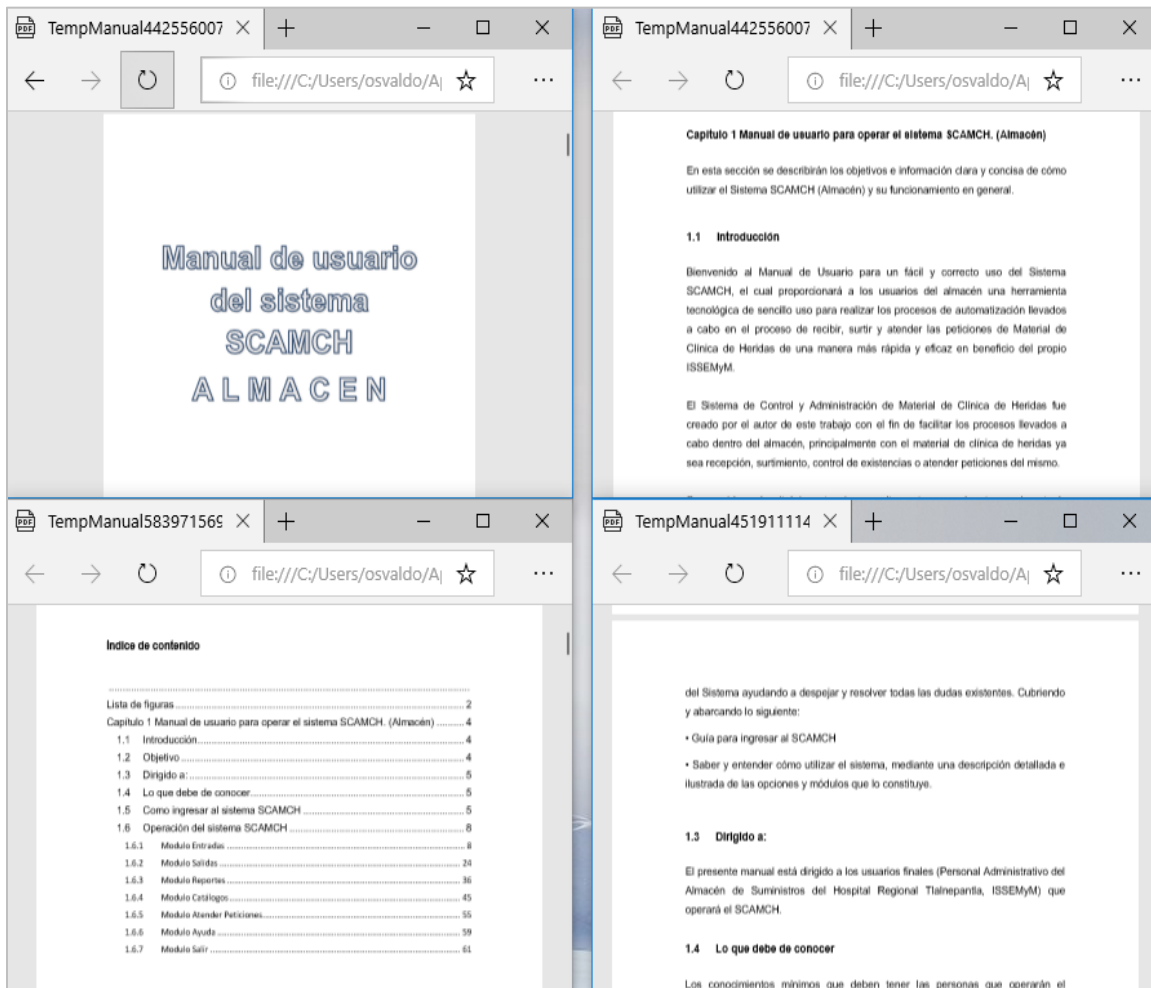 TempManual442556007
file:///C:/Users/osvaldo/A
Manual de usuario
del sistema
SCAMCH
A L M A C E N
TempManual442556007
file:///C:/Users/osvaldo/A
Capítulo 1 Manual de usuario para operar el sistema SCAMCH. (Almacén)
En esta sección se describirán los objetivos e información clara y concisa de cómo
utilizar el Sistema SCAMCH (Almacén) y su funcionamiento en general.
1.1 Introducción
Bienvenido al Manual de Usuario para un fácil y correcto uso del Sistema
SCAMCH, el cual proporcionará a los usuarios del almacén una herramienta
tecnológica de sencillo uso para realizar los procesos de automatización llevados
a cabo en el proceso de recibir, surtir y atender las peticiones de Material de
Clínica de Heridas de una manera más rápida y eficaz en beneficio del propio
ISSEMyM.
El Sistema de Control y Administración de Material de Clínica de Heridas fue
creado por el autor de este trabajo con el fin de facilitar los procesos llevados a
cabo dentro del almacén, principalmente con el material de clínica de heridas ya
sea recepción, surtimiento, control de existencias o atender peticiones del mismo.
TempManual583971569
file:///C:/Users/osvaldo/A
Índice de contenido
Lista de figuras 2
Capítulo 1 Manual de usuario para operar el sistema SCAMCH. (Almacén) 4
1.1 Introducción 4
1.2 Objetivo 4
1.3 Dirigido a: 5
1.4 Lo que debe de conocer 5
1.5 Como ingresar al sistema SCAMCH 5
1.6 Operación del sistema SCAMCH 8
1.6.1 Modulo Entradas 8
1.6.2 Modulo Salidas 24
1.6.3 Modulo Reportes 36
1.6.4 Modulo Catálogos 45
1.6.5 Modulo Atender Peticiones 55
1.6.6 Modulo Ayuda 59
1.6.7 Modulo Salir 61
TempManual451911114
file:///C:/Users/osvaldo/A
del Sistema ayudando a despejar y resolver todas las dudas existentes. Cubriendo
y abarcando lo siguiente:
• Guía para ingresar al SCAMCH
• Saber y entender cómo utilizar el sistema, mediante una descripción detallada e
ilustrada de las opciones y módulos que lo constituye.
1.3 Dirigido a:
El presente manual está dirigido a los usuarios finales (Personal Administrativo del
Almacén de Suministros del Hospital Regional Tlalnepantla, ISSEMyM) que
operará el SCAMCH.
1.4 Lo que debe de conocer
Los conocimientos mínimos que deben tener las personas que operarán el